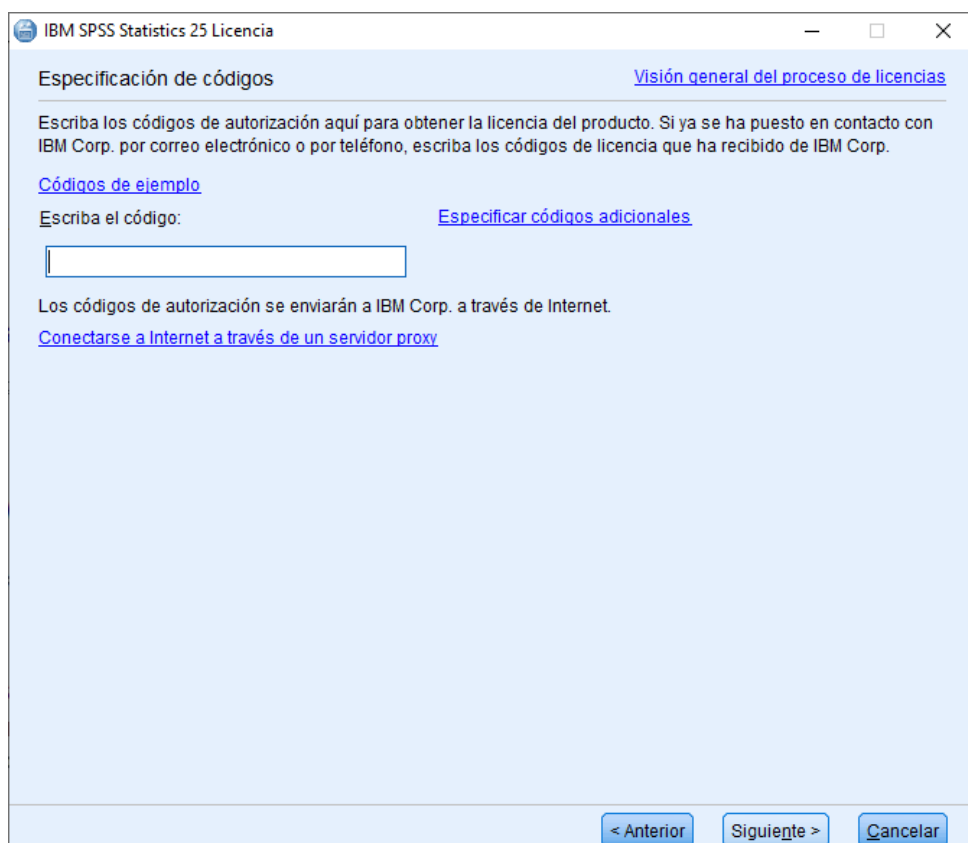 IBM SPSS Statistics 25 Licencia
Especificación de códigos
Visión general del proceso de licencias
Escriba los códigos de autorización aquí para obtener la licencia del producto. Si ya se ha puesto en contacto con
IBM Corp. por correo electrónico o por teléfono, escriba los códigos de licencia que ha recibido de IBM Corp.
Códigos de ejemplo
Escriba el código:
Especificar códigos adicionales
Los códigos de autorización se enviarán a IBM Corp. a través de Internet.
Conectarse a Internet a través de un servidor proxy
< Anterior
Siguiente >
Cancelar